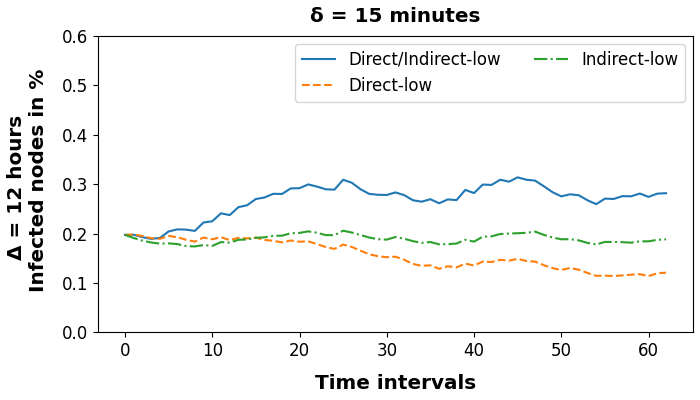 δ = 15 minutes
Δ = 12 hours
Infected nodes in %
0.6
0.5
0.4
0.3
0.2
0.1
0.0
Direct/Indirect-low
Direct-low
Indirect-low
0 10 20 30 40 50 60
Time intervals